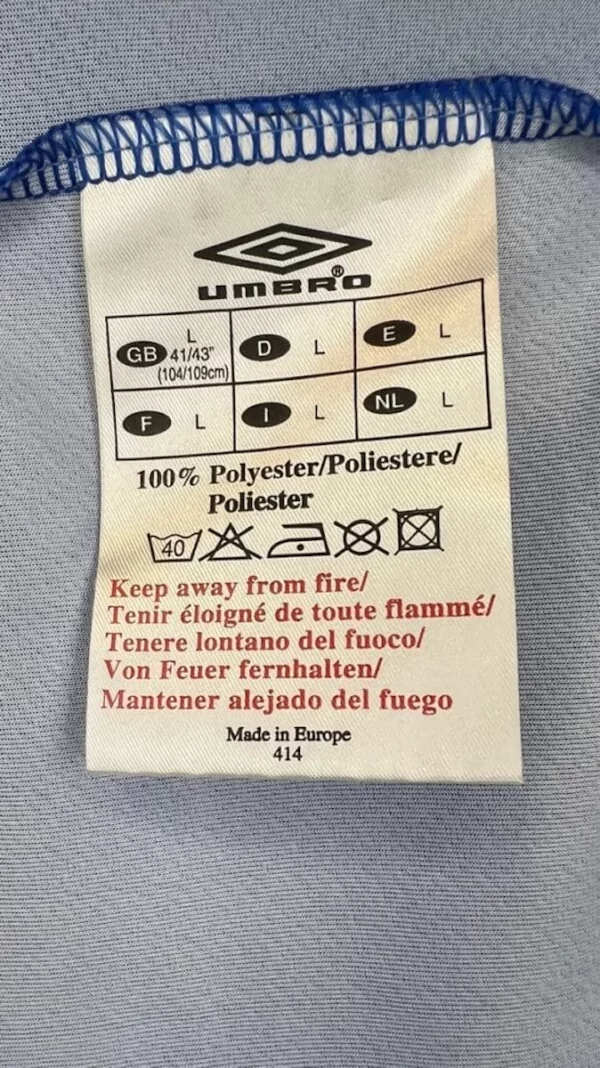 UMBRO®
L
GB 41/43"
(104/109cm)
D L
E L
F L
I L
NL L
100% Polyester/Poliestere/
Poliester
40
Keep away from fire/
Tenir éloigné de toute flammé/
Tenere lontano del fuoco/
Von Feuer fernhalten/
Mantener alejado del fuego
Made in Europe
414